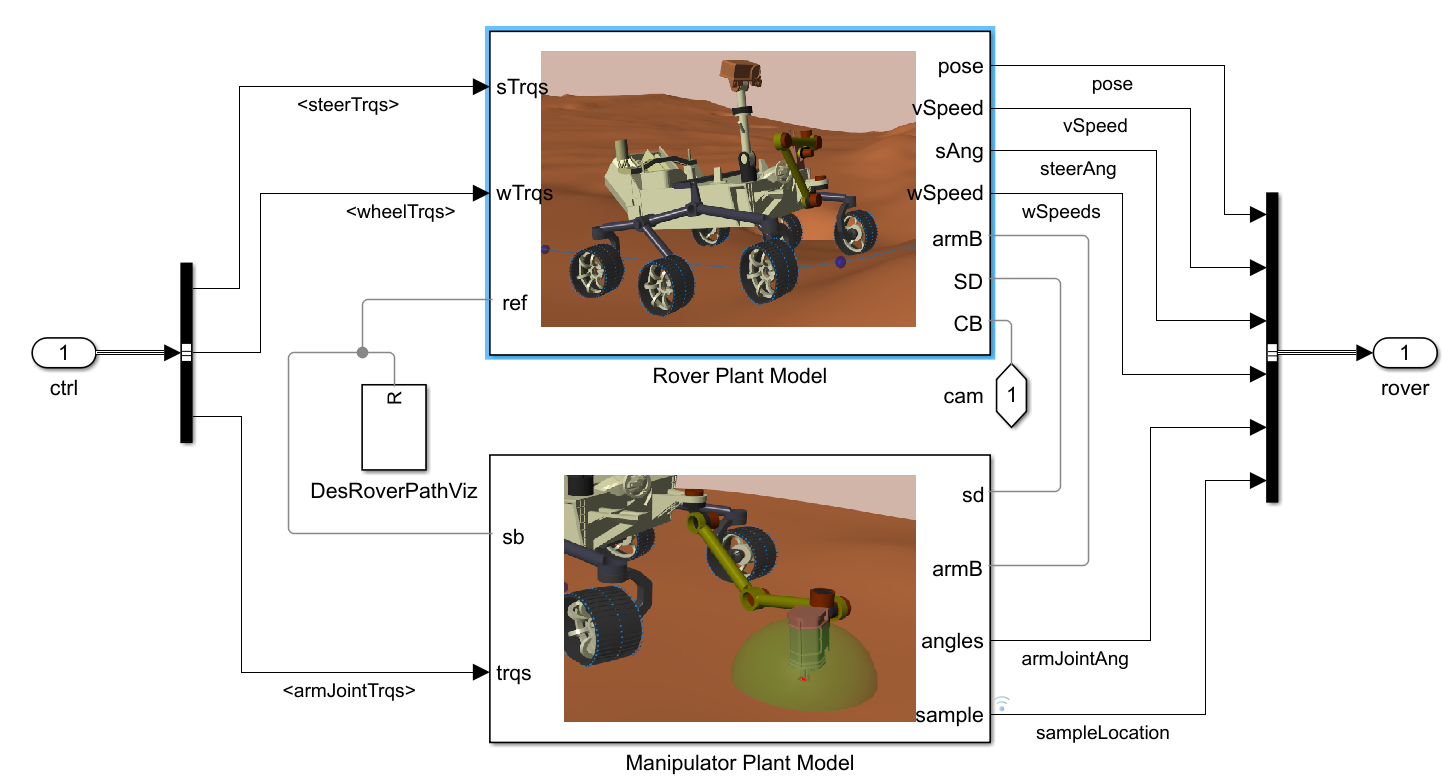 1
ctrl
<steerTrqs>
<wheelTrqs>
<armJointTrqs>
sTrqs
wTrqs
ref
pose
vSpeed
sAng
wSpeed
armB
SD
CB
Rover Plant Model
R
DesRoverPathViz
cam
1
sb
trqs
sd
armB
angles
sample
Manipulator Plant Model
pose
vSpeed
steerAng
wSpeeds
armJointAng
sampleLocation
1
rover